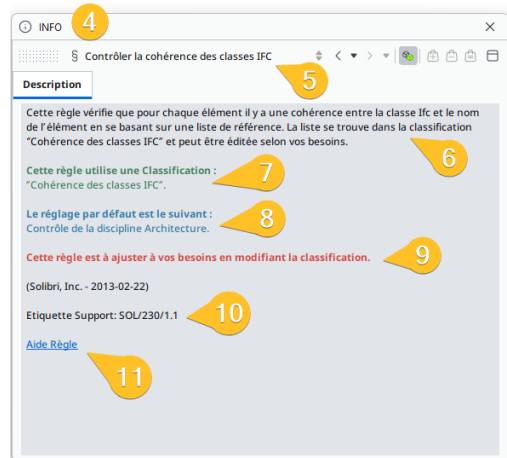 INFO
4
§ Contrôler la cohérence des classes IFC
5
Description
Cette règle vérifie que pour chaque élément il y a une cohérence entre la classe Ifc et le nom
de l'élément en se basant sur une liste de référence. La liste se trouve dans la classification
"Cohérence des classes IFC" et peut être éditée selon vos besoins.
6
Cette règle utilise une Classification :
"Cohérence des classes IFC".
7
Le réglage par défaut est le suivant :
Contrôle de la discipline Architecture.
8
Cette règle est à ajuster à vos besoins en modifiant la classification.
9
(Solibri, Inc. - 2013-02-22)
Etiquette Support: SOL/230/1.1
10
Aide Règle
11